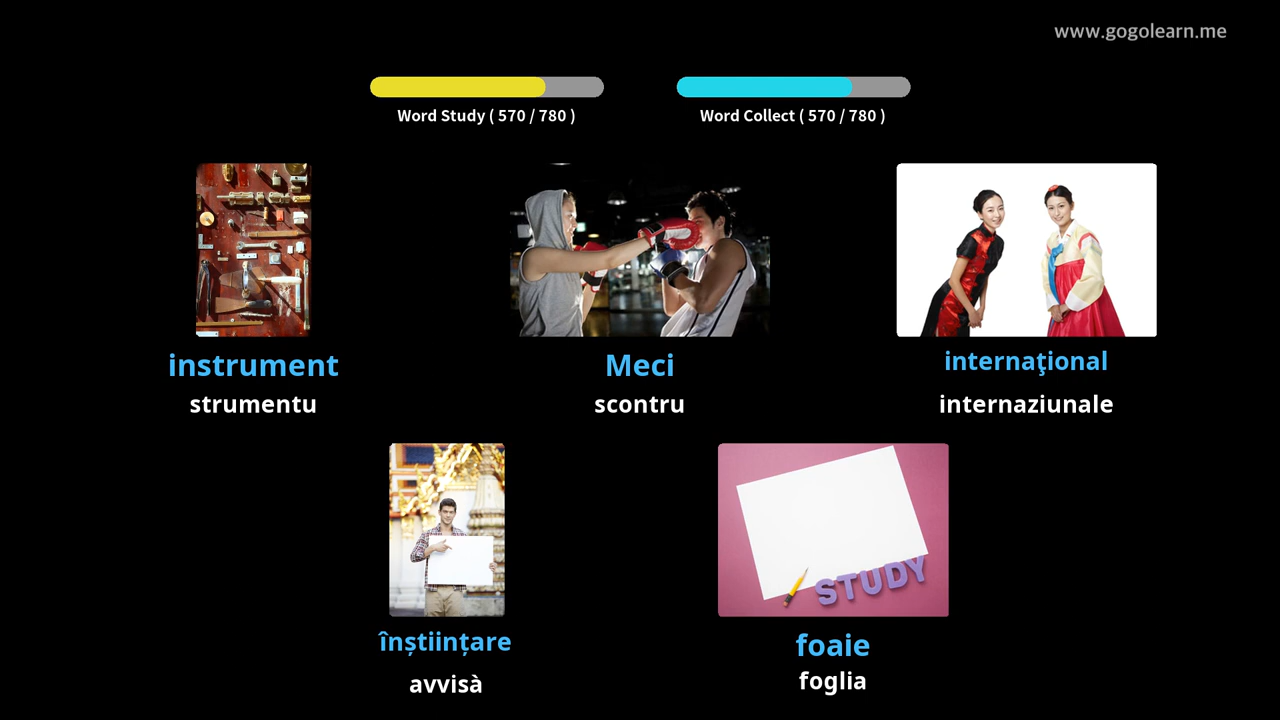 www.gogolearn.me
Word Study ( 570 / 780 )
Word Collect ( 570 / 780 )
instrument
strumentu
Meci
scontru
internaţional
internaziunale
STUDY
înștiințare
avvisà
foaie
foglia